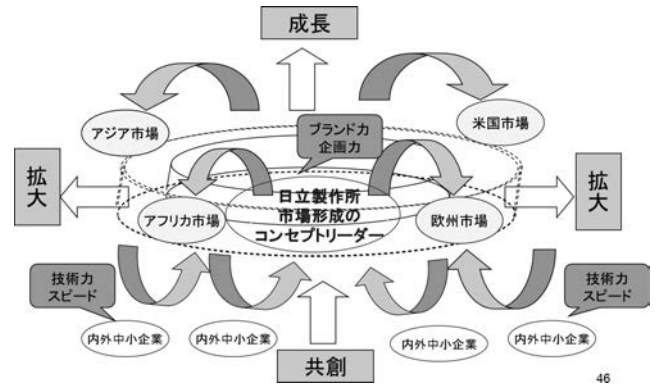 成長
アジア市場
米国市場
ブランド力
企画力
拡大
拡大
日立製作所
市場形成の
コンセプトリーダー
アフリカ市場
欧州市場
技術力
スピード
技術力
スピード
内外中小企業
内外中小企業
内外中小企業
内外中小企業
共創
46